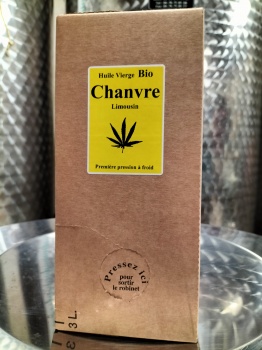 Huile Vierge Bio
Chanvre
Limousin
Première pression à froid
Pressez ici
pour
sortir
le robinet
3 L.